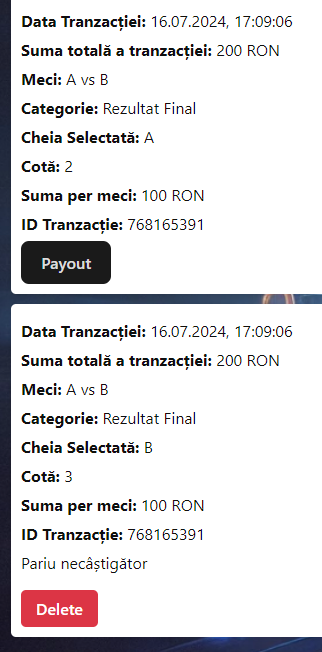 Data Tranzacției: 16.07.2024, 17:09:06
Suma totală a tranzacției: 200 RON
Meci: A vs B
Categorie: Rezultat Final
Cheia Selectată: A
Cotă: 2
Suma per meci: 100 RON
ID Tranzacție: 768165391
Payout
Data Tranzacției: 16.07.2024, 17:09:06
Suma totală a tranzacției: 200 RON
Meci: A vs B
Categorie: Rezultat Final
Cheia Selectată: B
Cotă: 3
Suma per meci: 100 RON
ID Tranzacție: 768165391
Pariu necâștigător
Delete